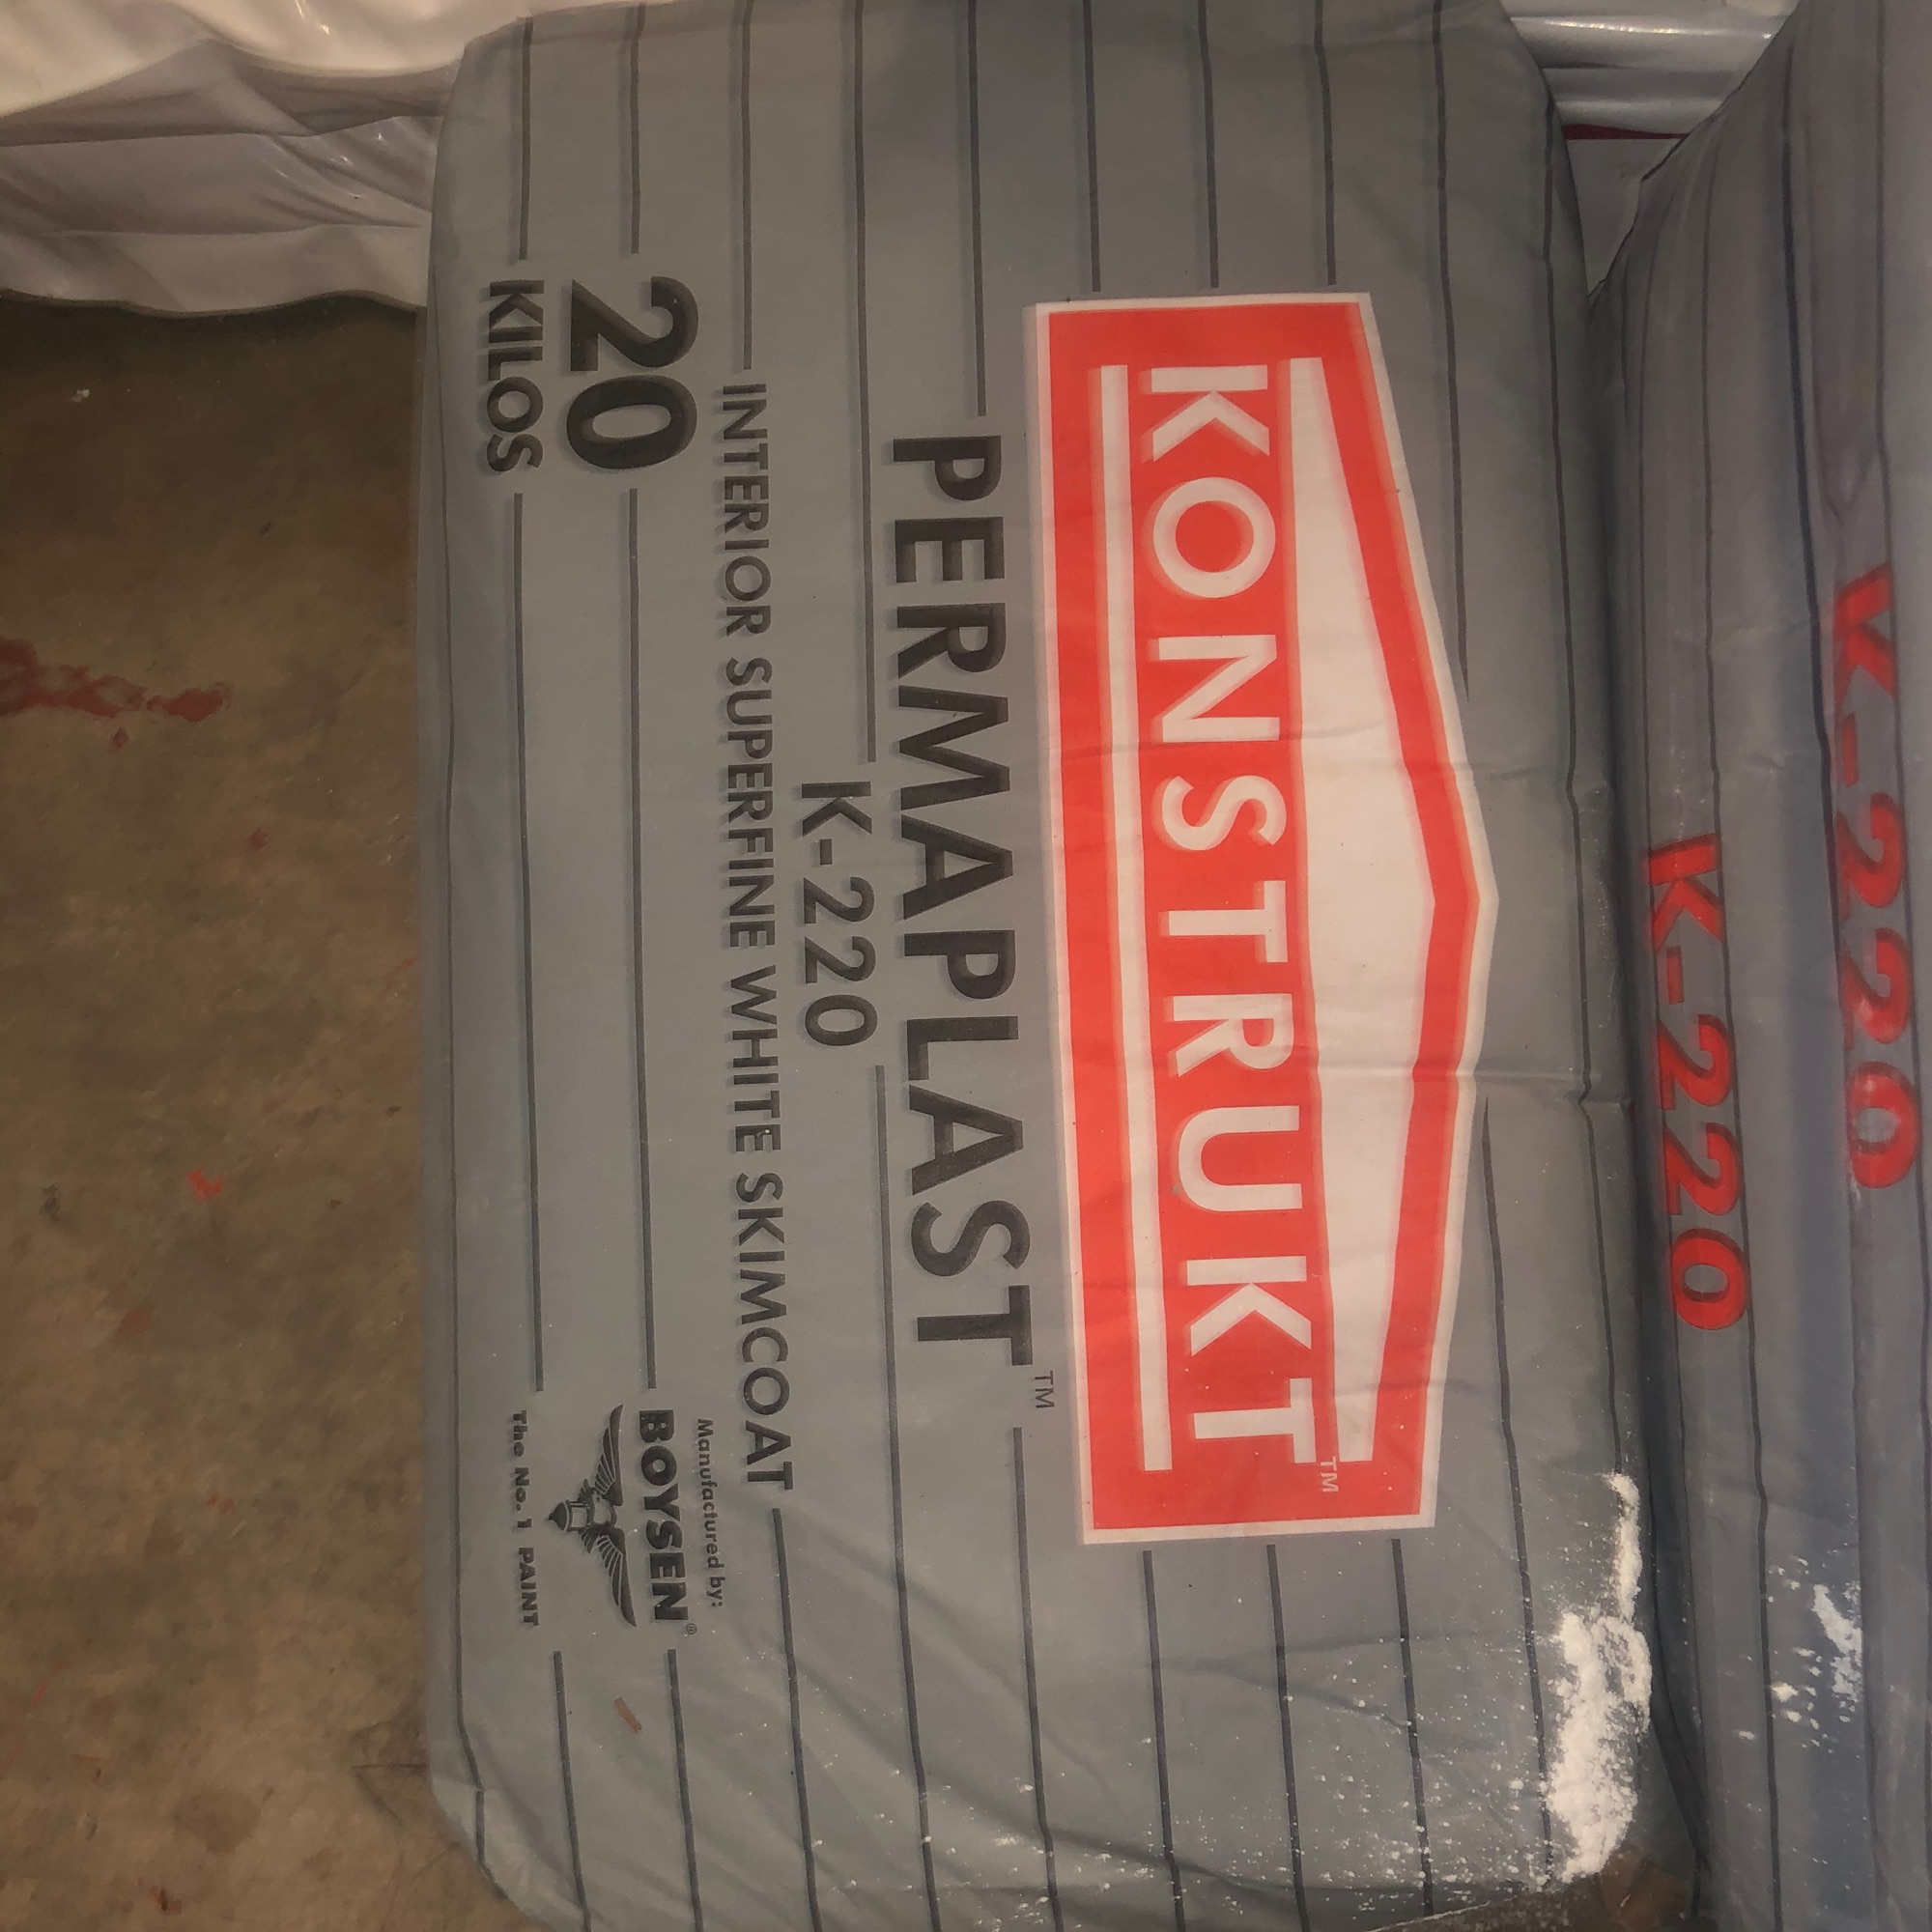 KONSTRUKT™
PERMAPLAST™
K-220
INTERIOR SUPERFINE WHITE SKIMCOAT
20
KILOS
Manufactured by:
BOYSEN®
The No. 1 PAINT
K-220
K-220